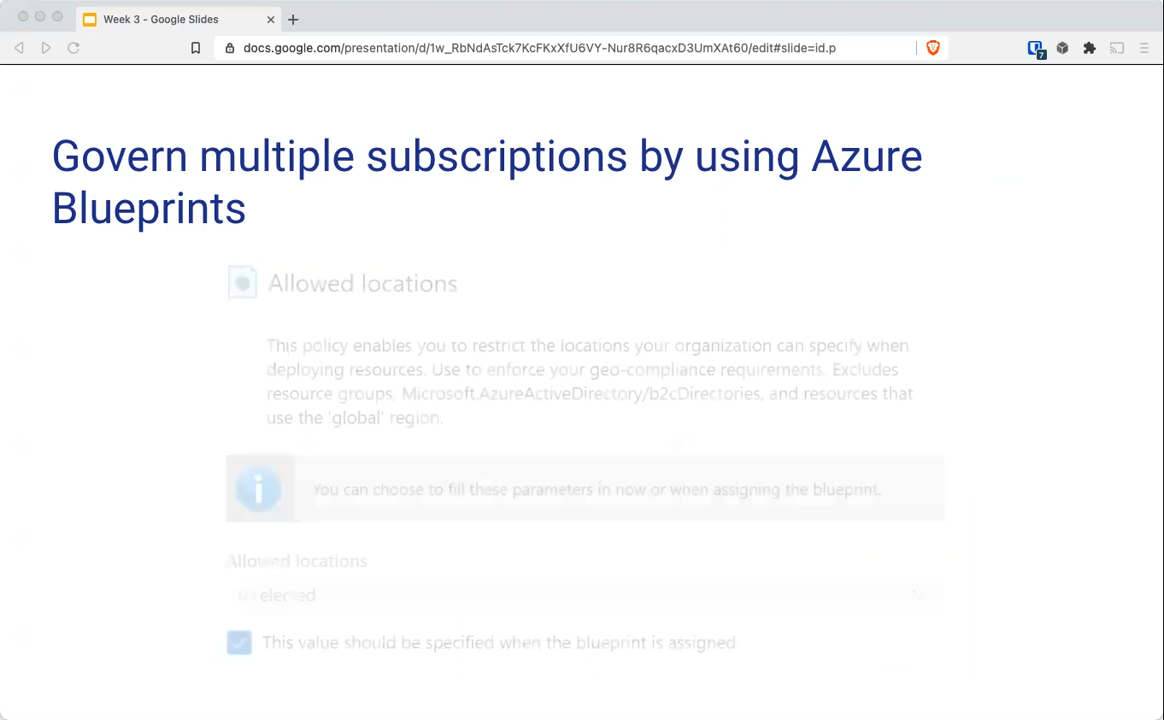 Week 3 - Google Slides
docs.google.com/presentation/d/1w_RbNdAsTck7KcFKxXfU6VY-Nur8R6qacxD3UmXAt60/edit#slide=id.p
7
Govern multiple subscriptions by using Azure
Blueprints
Allowed locations
This policy enables you to restrict the locations your organization can specify when
deploying resources. Use to enforce your geo-compliance requirements. Excludes
resource groups, Microsoft.AzureActiveDirectory/b2cDirectories, and resources that
use the 'global' region.
You can choose to fill these parameters in now or when assigning the blueprint.
Allowed locations
0 selected
This value should be specified when the blueprint is assigned